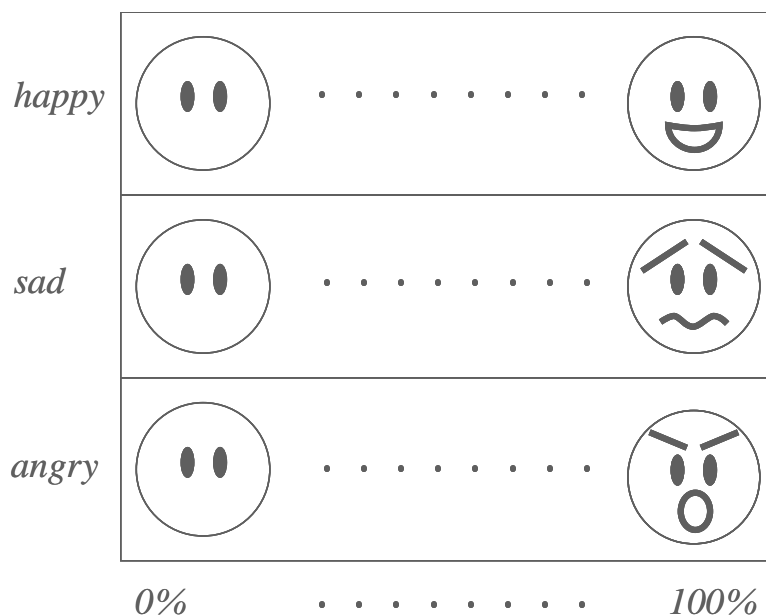 happy
sad
angry
0% . . . . . . . . 100%